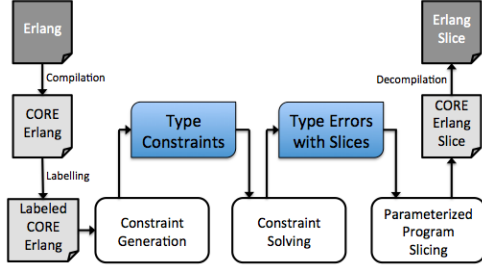 Erlang
Compilation
CORE
Erlang
Labelling
Labeled
CORE
Erlang
Type
Constraints
Constraint
Generation
Type Errors
with Slices
Constraint
Solving
Parameterized
Program
Slicing
CORE
Erlang
Slice
Decompilation
Erlang
Slice